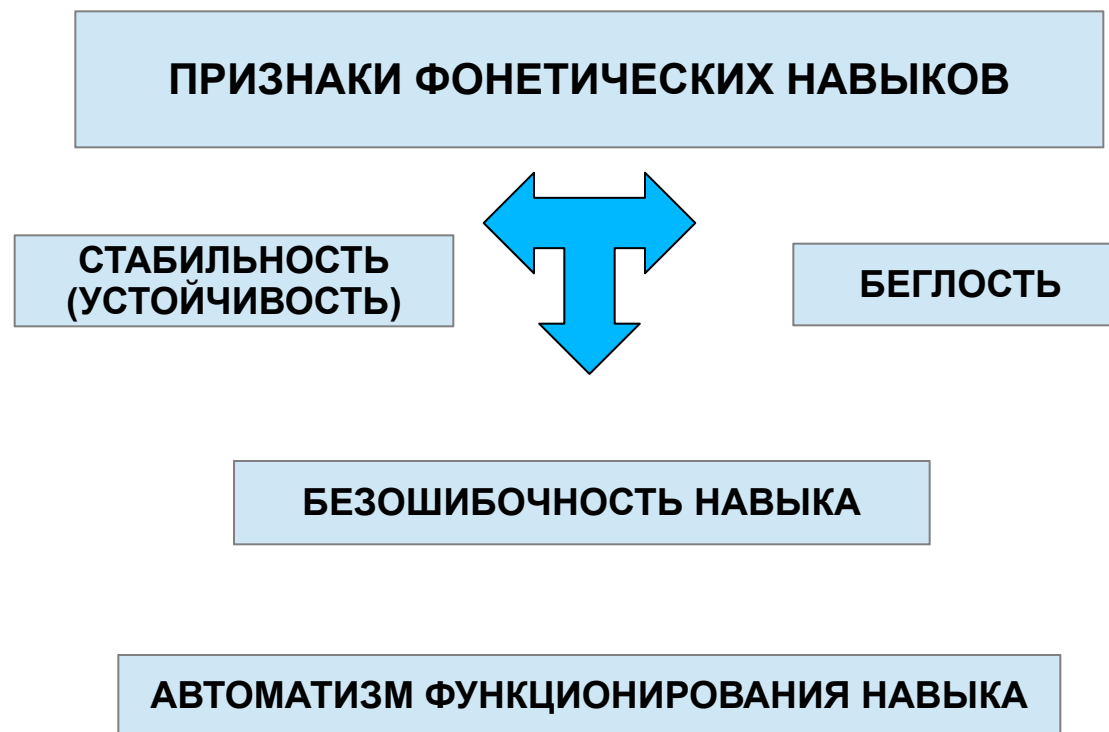 ПРИЗНАКИ ФОНЕТИЧЕСКИХ НАВЫКОВ
СТАБИЛЬНОСТЬ
(УСТОЙЧИВОСТЬ)
БЕГЛОСТЬ
БЕЗОШИБОЧНОСТЬ НАВЫКА
АВТОМАТИЗМ ФУНКЦИОНИРОВАНИЯ НАВЫКА